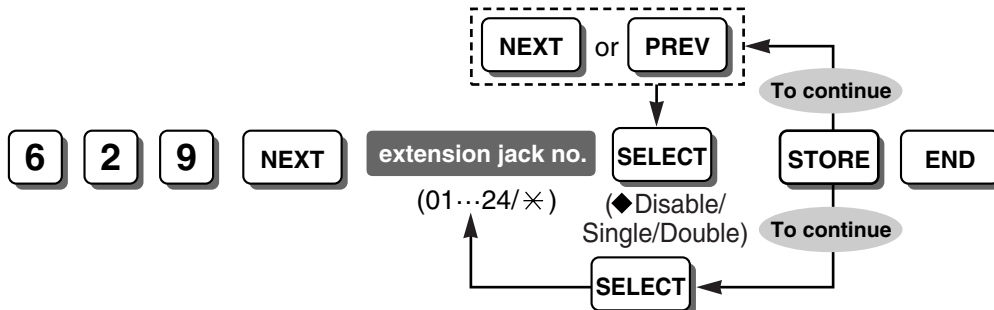 NEXT or PREV
To continue
6 2 9 NEXT extension jack no. SELECT STORE END
(01···24/✳)
(◆Disable/
Single/Double)
To continue
SELECT